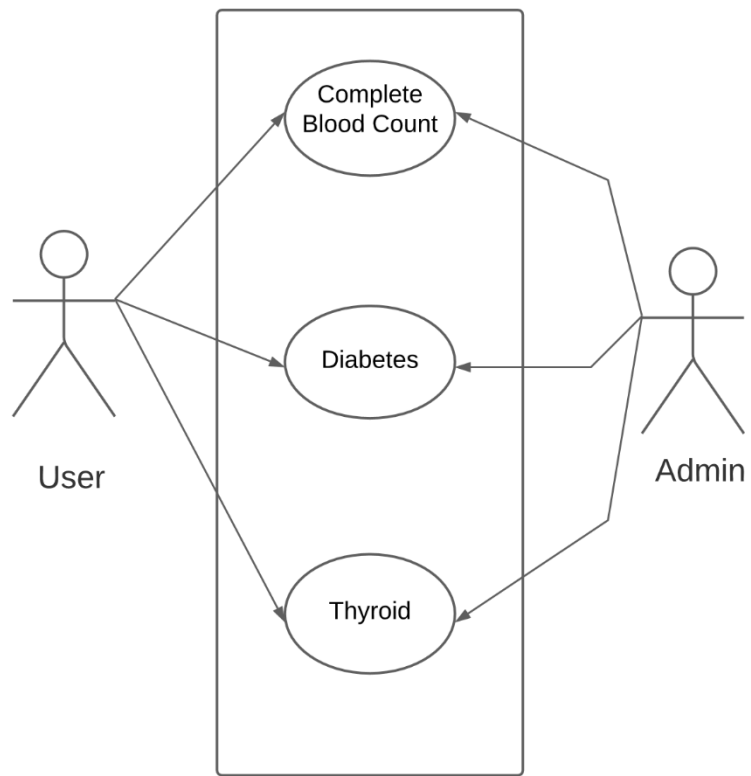 Complete
Blood Count
Diabetes
User
Admin
Thyroid